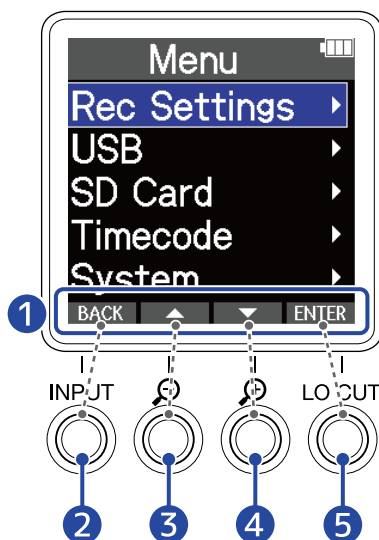 Menu
Rec Settings
USB
SD Card
Timecode
System
1 BACK ENTER
INPUT LO CUT
2 3 4 5